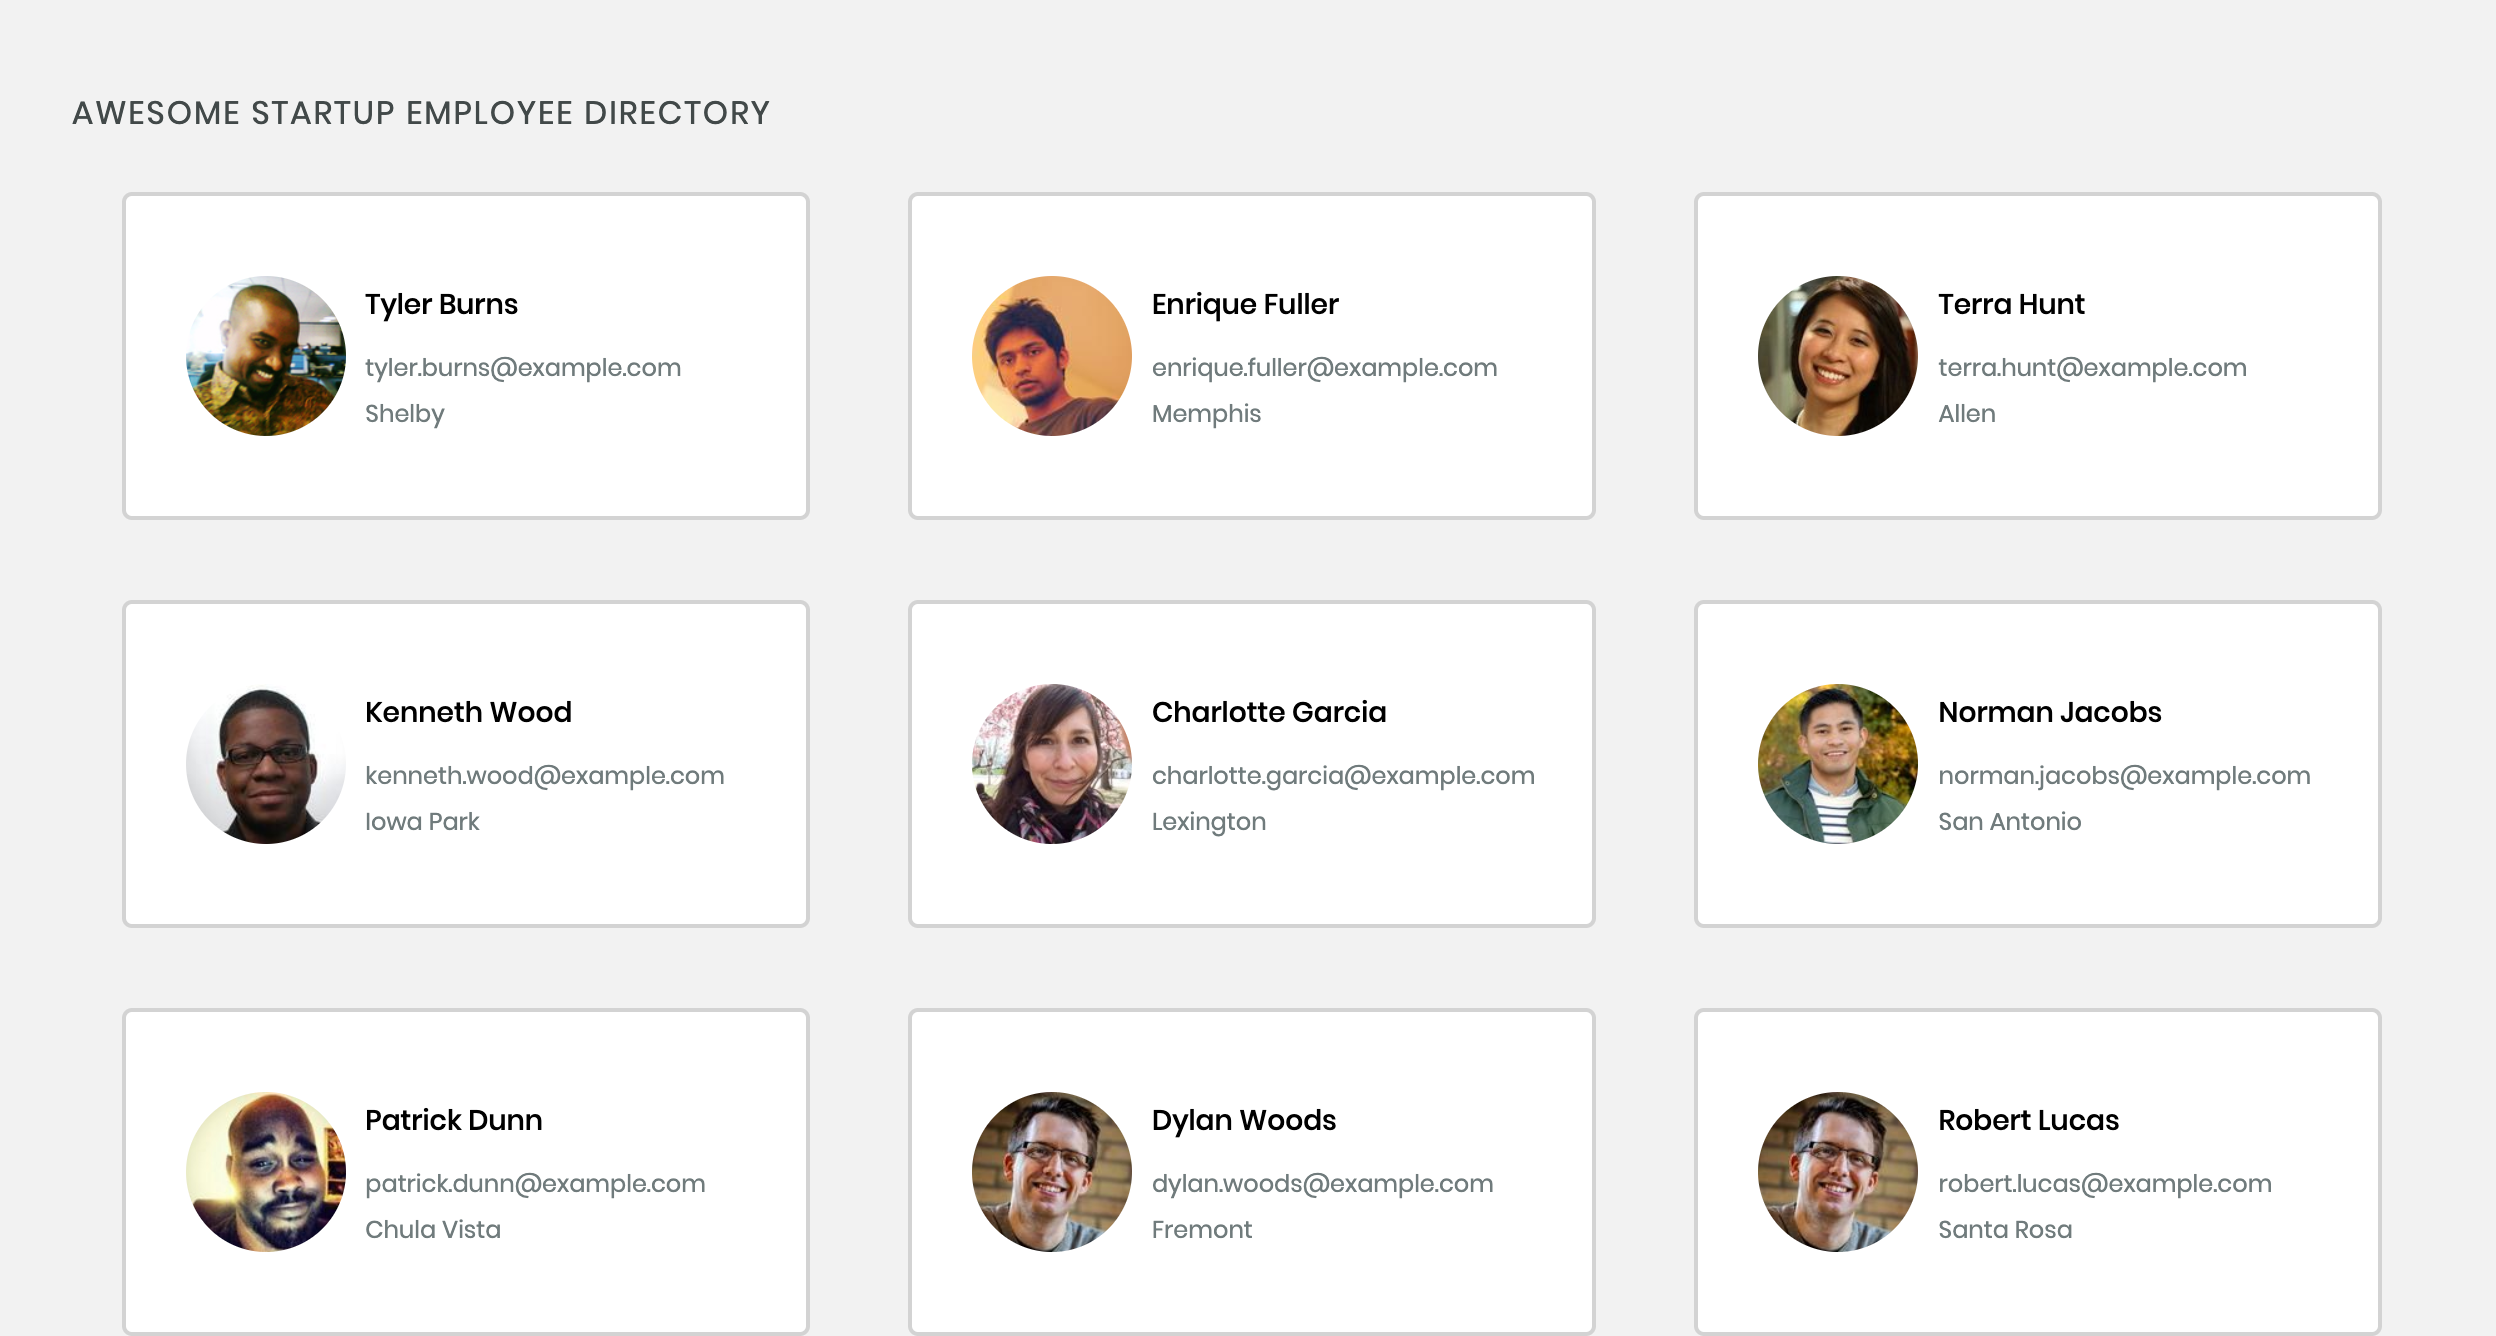 AWESOME STARTUP EMPLOYEE DIRECTORY
Tyler Burns
tyler.burns@example.com
Shelby
Enrique Fuller
enrique.fuller@example.com
Memphis
Terra Hunt
terra.hunt@example.com
Allen
Kenneth Wood
kenneth.wood@example.com
Iowa Park
Charlotte Garcia
charlotte.garcia@example.com
Lexington
Norman Jacobs
norman.jacobs@example.com
San Antonio
Patrick Dunn
patrick.dunn@example.com
Chula Vista
Dylan Woods
dylan.woods@example.com
Fremont
Robert Lucas
robert.lucas@example.com
Santa Rosa